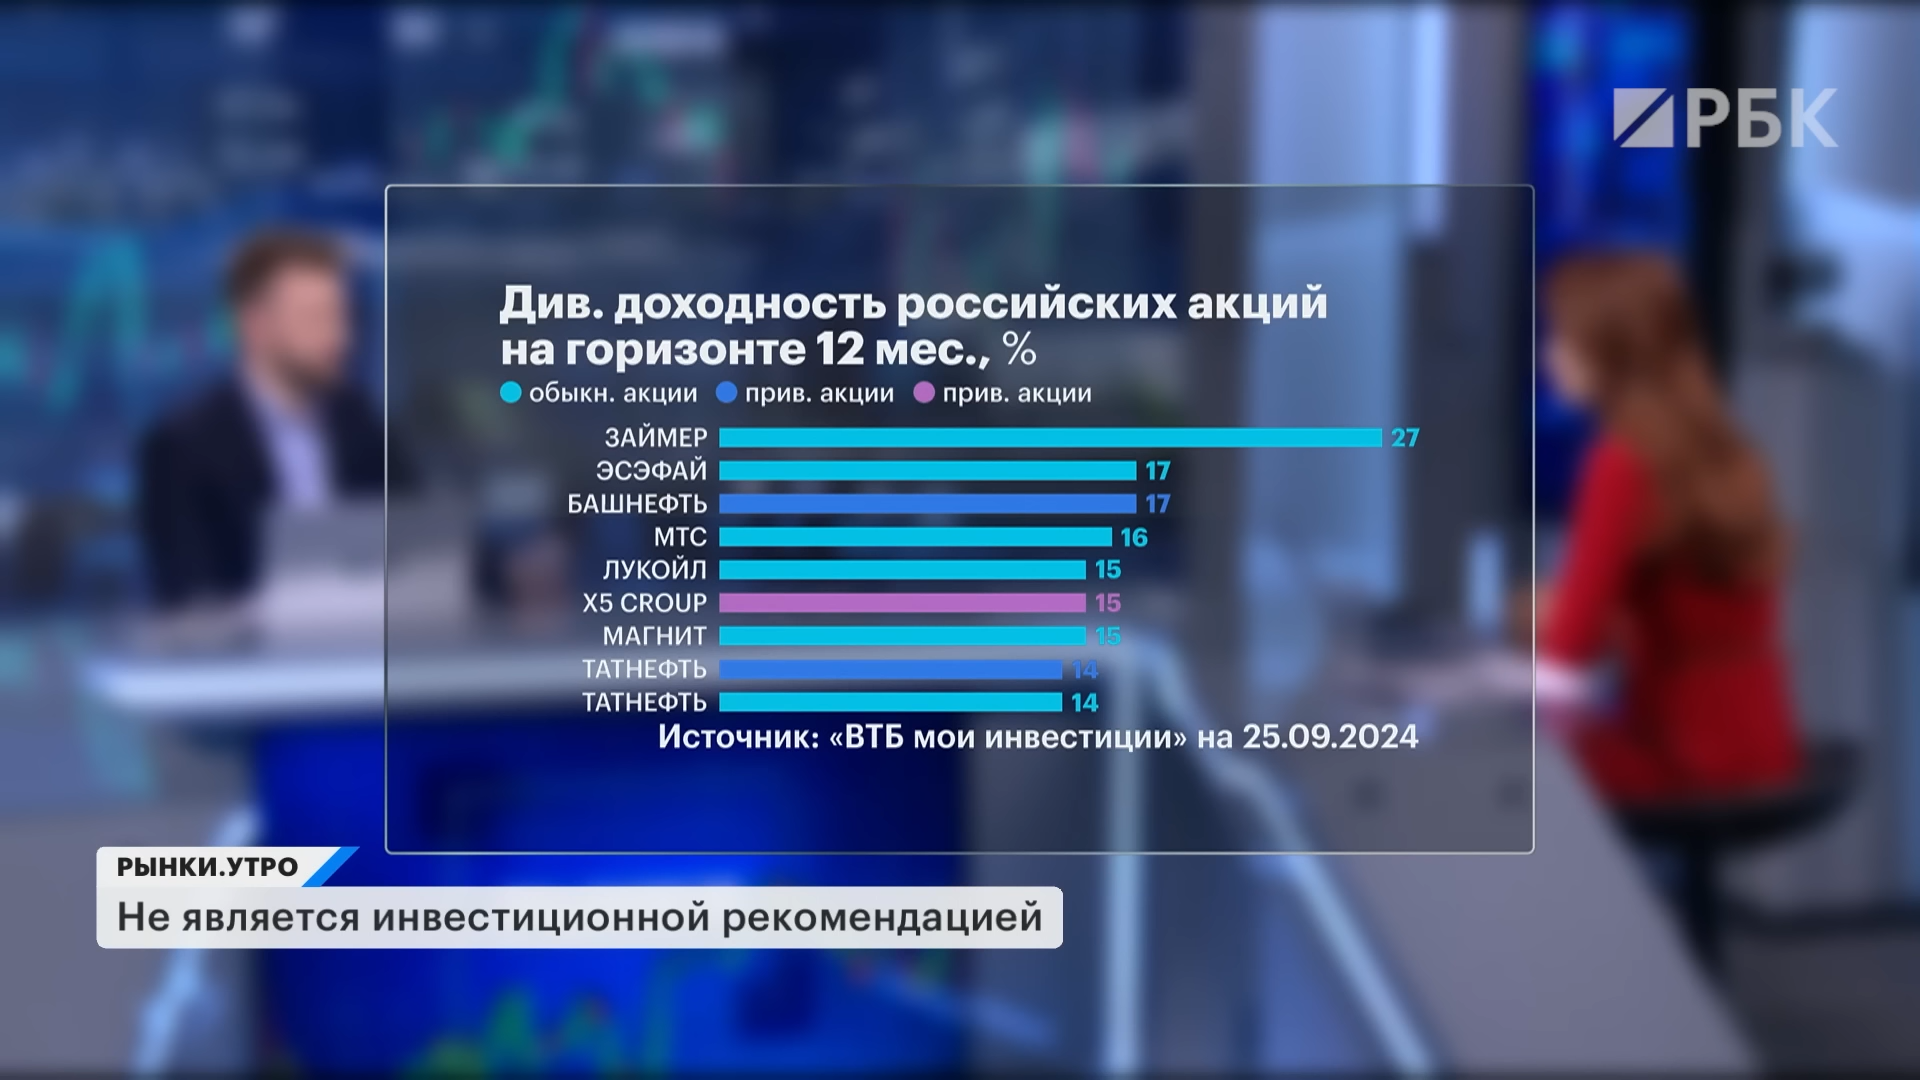 РБК
Див. доходность российских акций
на горизонте 12 мес., %
обыкн. акции прив. акции прив. акции
ЗАЙМЕР 27
ЭСЭФАЙ 17
БАШНЕФТЬ 17
МТС 16
ЛУКОЙЛ 15
X5 CROUP 15
МАГНИТ 15
ТАТНЕФТЬ 14
ТАТНЕФТЬ 14
Источник: «ВТБ мои инвестиции» на 25.09.2024
РЫНКИ.УТРО
Не является инвестиционной рекомендацией